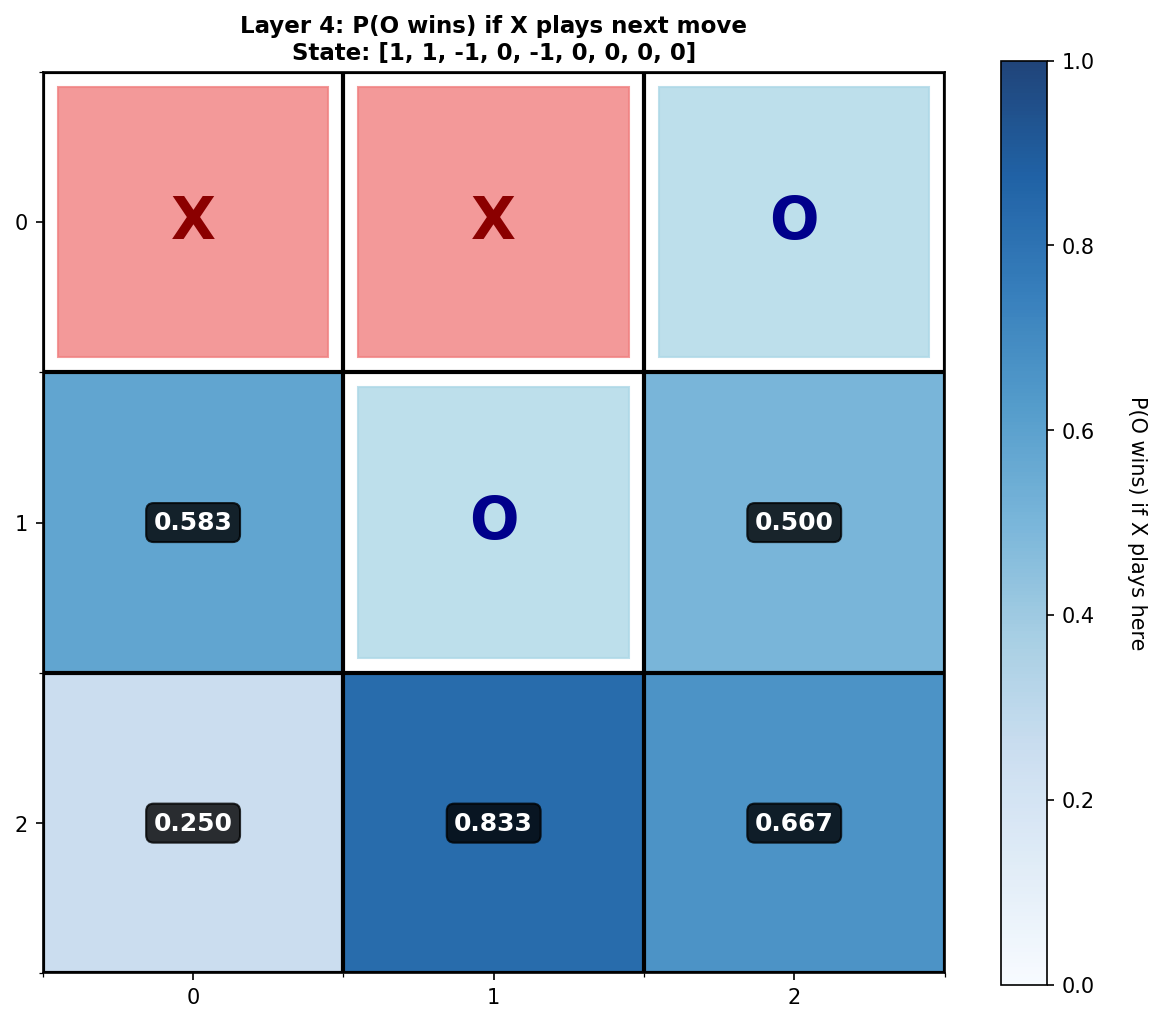 Layer 4: P(O wins) if X plays next move
State: [1, 1, -1, 0, -1, 0, 0, 0, 0]
X X O
0.583 O 0.500
0.250 0.833 0.667
0
1
2
0 1 2
1.0
0.8
0.6
0.4
0.2
0.0
P(O wins) if X plays here